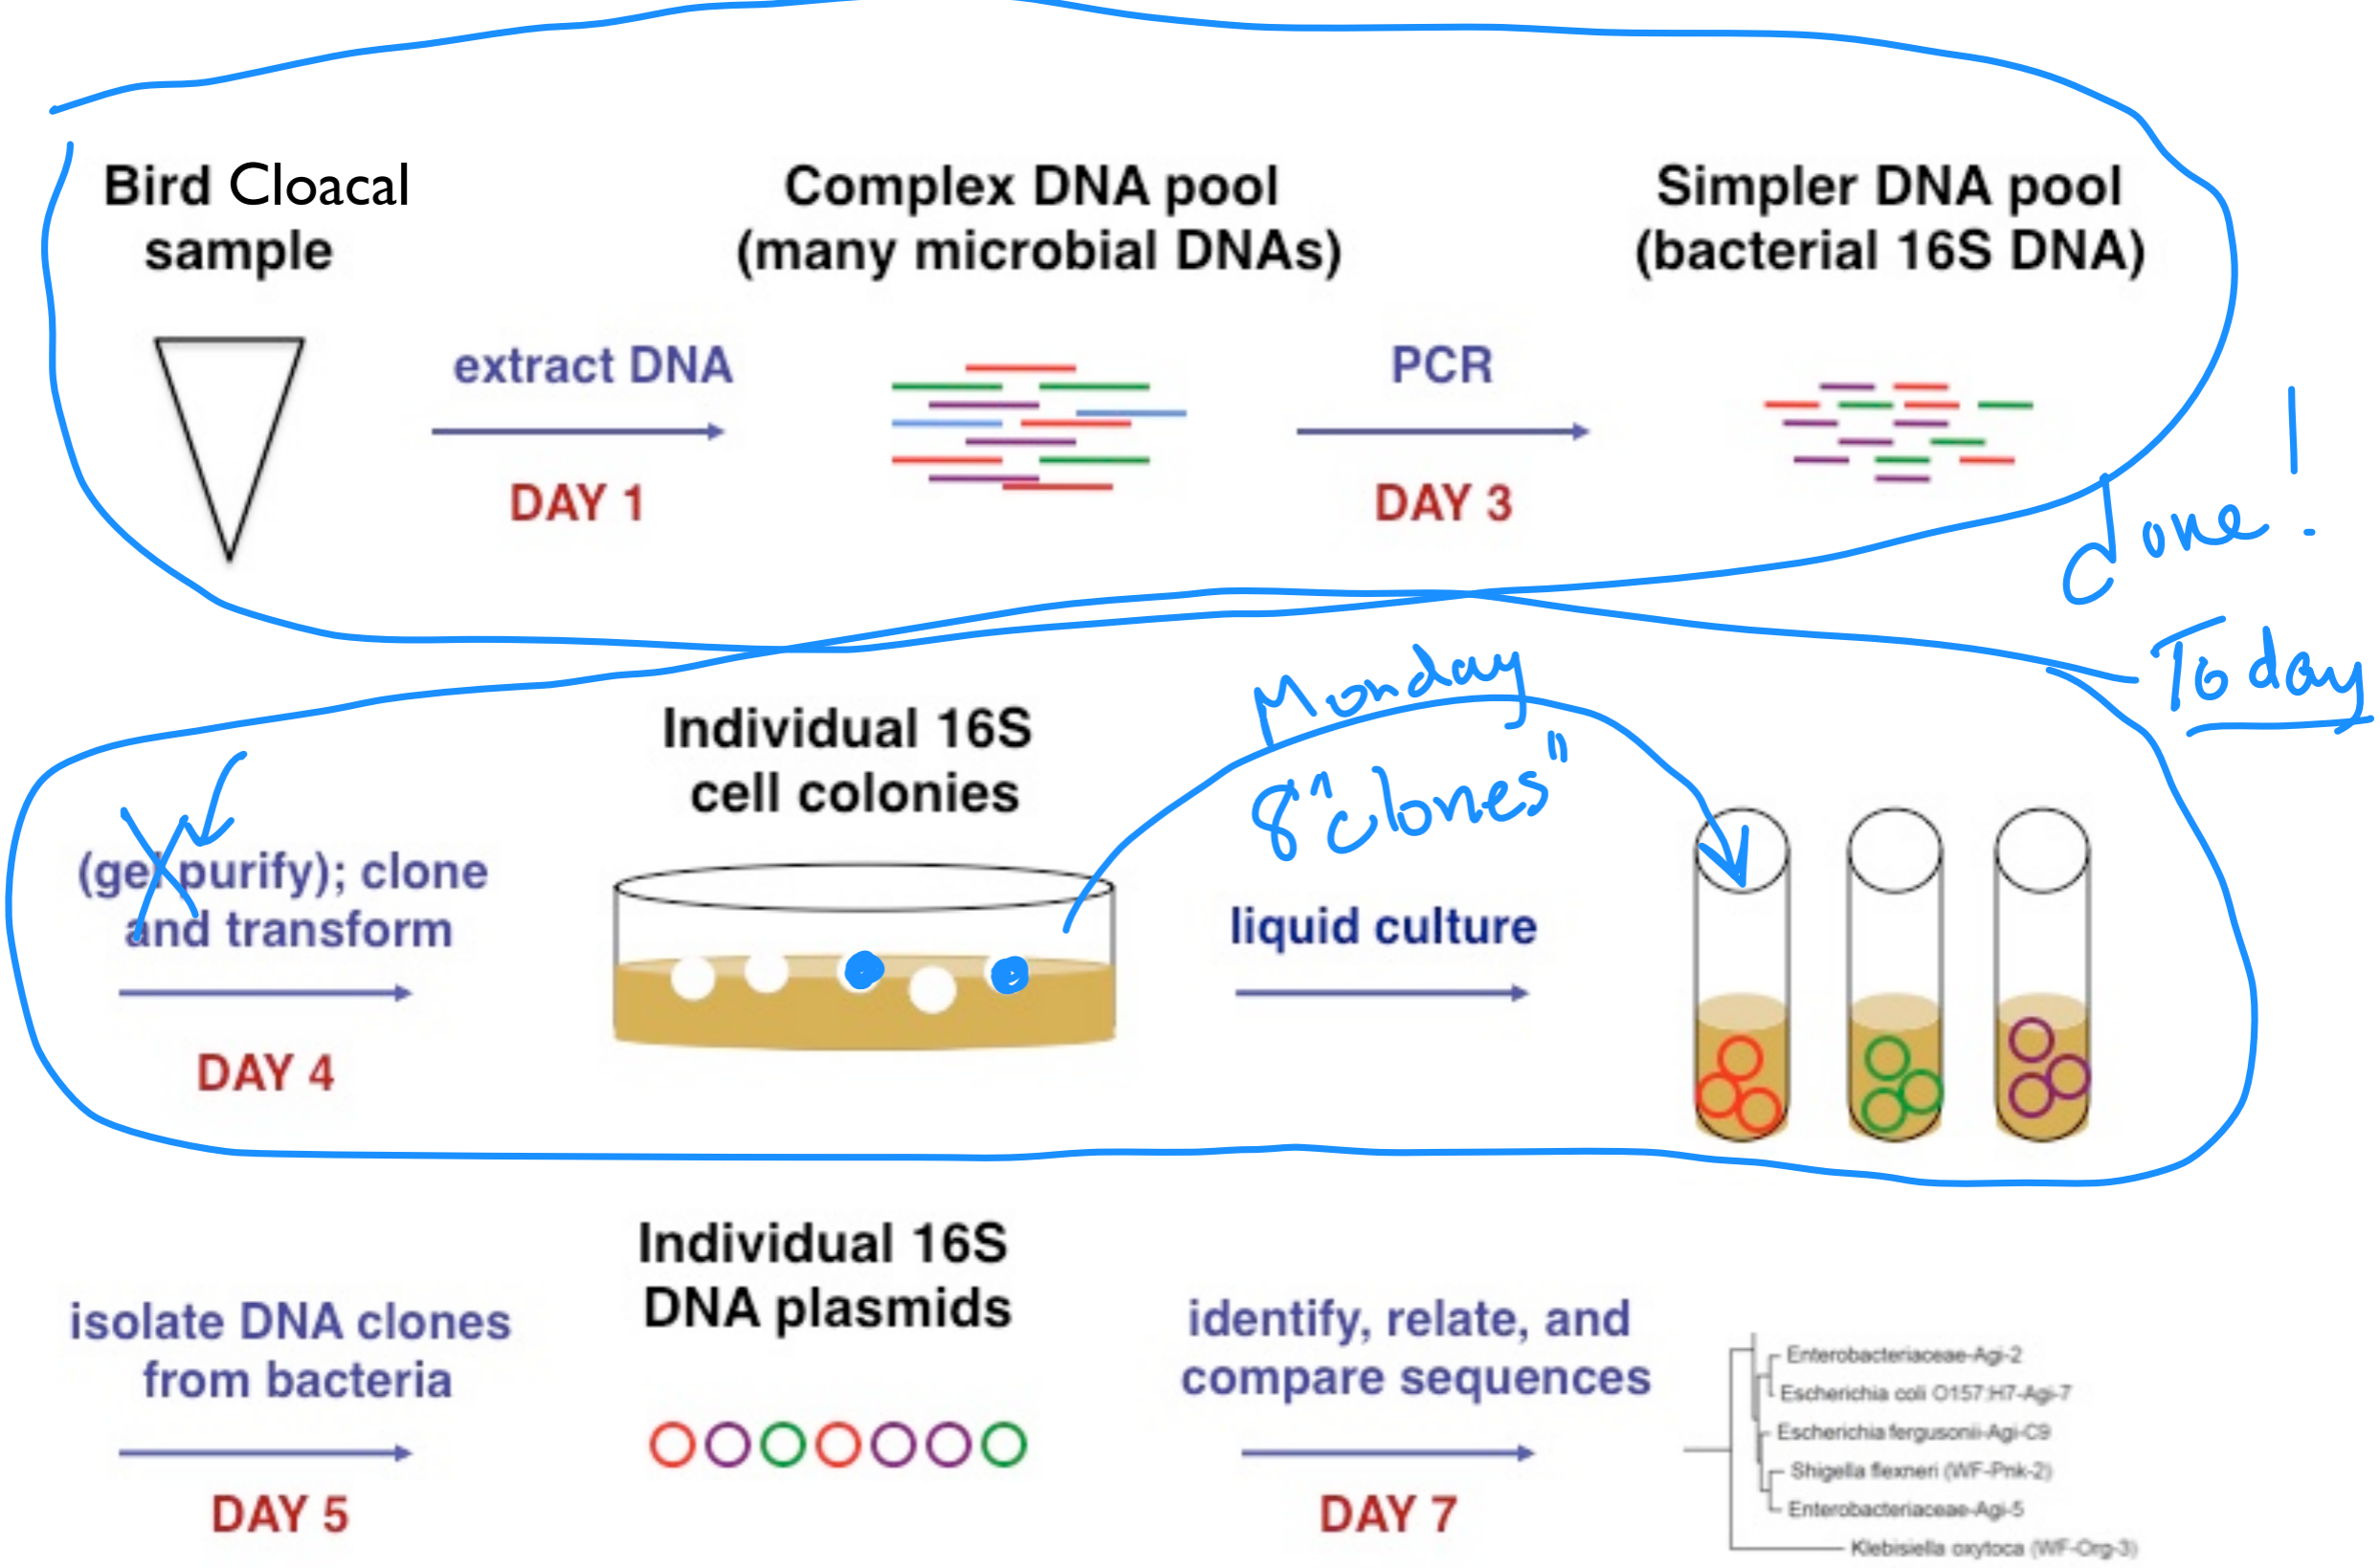 Bird Cloacal
sample
Complex DNA pool
(many microbial DNAs)
Simpler DNA pool
(bacterial 16S DNA)
extract DNA
DAY 1
PCR
DAY 3
done!
Today
Monday
8 "clones"
Individual 16S
cell colonies
(gel purify); clone
and transform
DAY 4
liquid culture
Individual 16S
DNA plasmids
isolate DNA clones
from bacteria
DAY 5
identify, relate, and
compare sequences
DAY 7
Enterobacteriaceae-Agi-2
Escherichia coli O157:H7-Agi-7
Escherichia fergusonii-Agi-C9
Shigella flexneri (WF-Pnk-2)
Enterobacteriaceae-Agi-5
Klebisiella oxytoca (WF-Org-3)